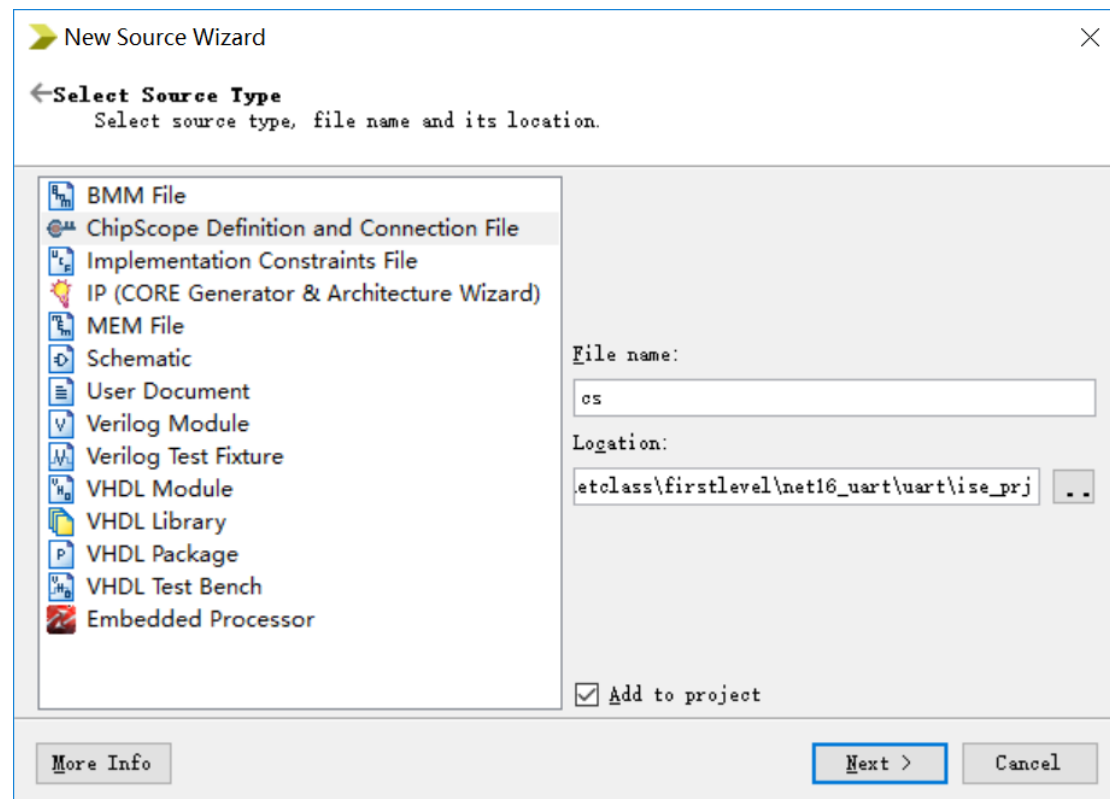 New Source Wizard
Select Source Type
Select source type, file name and its location.
BMM File
ChipScope Definition and Connection File
Implementation Constraints File
IP (CORE Generator & Architecture Wizard)
MEM File
Schematic
User Document
Verilog Module
Verilog Test Fixture
VHDL Module
VHDL Library
VHDL Package
VHDL Test Bench
Embedded Processor
File name:
cs
Location:
.etclass\firstlevel\net16_uart\uart\ise_prj
..
Add to project
More Info
Next >
Cancel